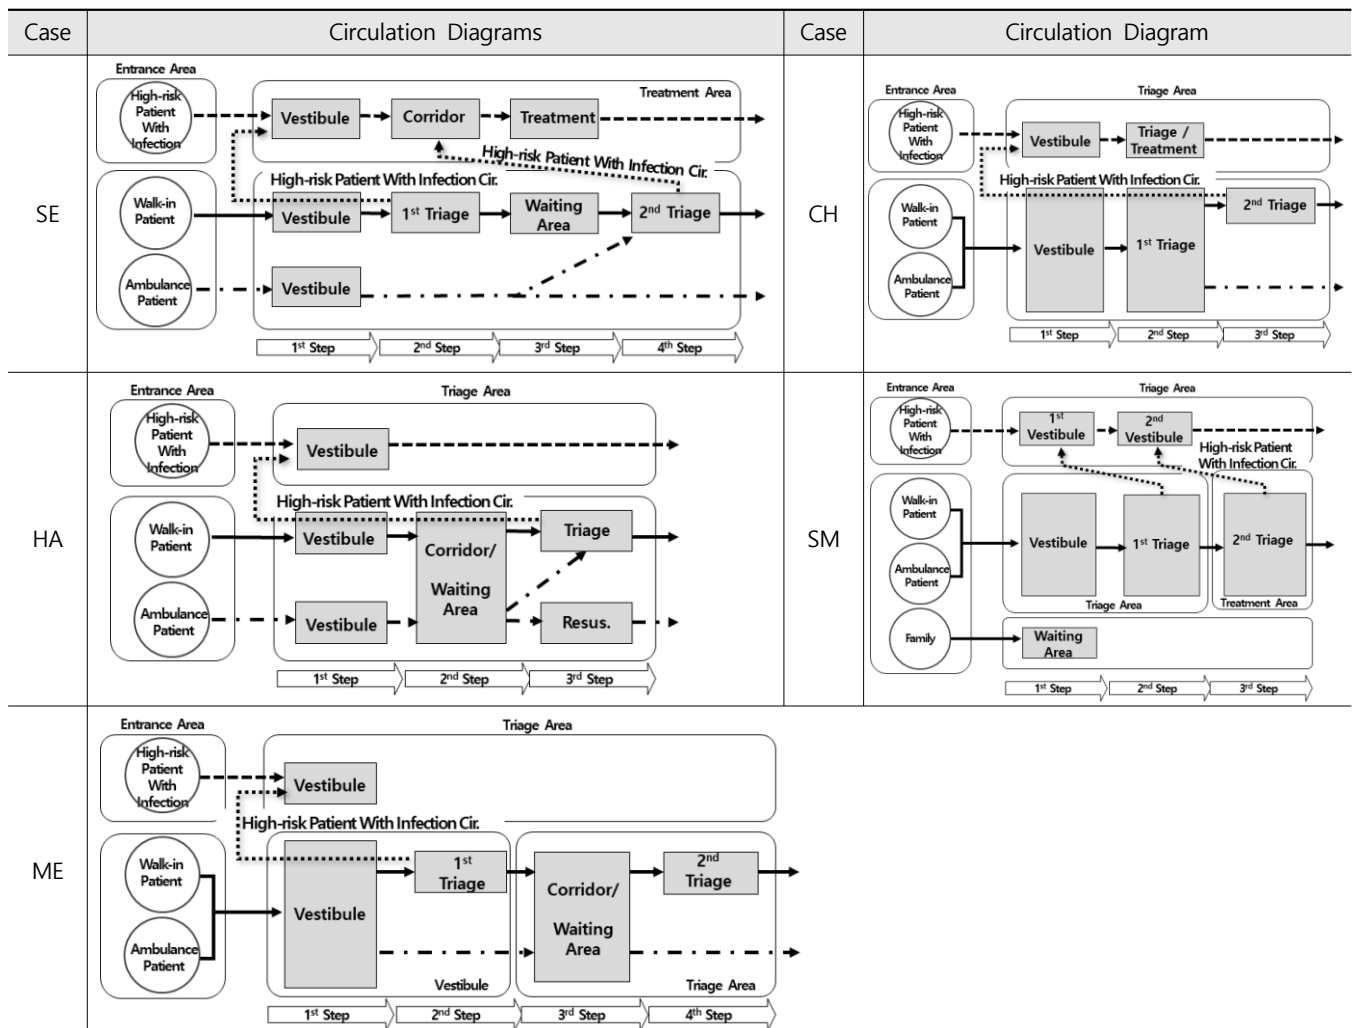 Case
Circulation Diagrams
Case
Circulation Diagram
SE
Entrance Area
High-risk
Patient
With
Infection
Walk-in
Patient
Ambulance
Patient
Treatment Area
Vestibule
Corridor
Treatment
High-risk Patient With Infection Cir.
High-risk Patient With Infection Cir.
Vestibule
1st Triage
Waiting
Area
2nd Triage
Vestibule
1st Step
2nd Step
3rd Step
4th Step
CH
Entrance Area
High-risk
Patient
With
Infection
Walk-in
Patient
Ambulance
Patient
Triage Area
Vestibule
Triage /
Treatment
High-risk Patient With Infection Cir.
Vestibule
1st Triage
2nd Triage
1st Step
2nd Step
3rd Step
HA
Entrance Area
High-risk
Patient
With
Infection
Walk-in
Patient
Ambulance
Patient
Triage Area
Vestibule
High-risk Patient With Infection Cir.
Vestibule
Corridor/
Waiting
Area
Triage
Vestibule
Resus.
1st Step
2nd Step
3rd Step
SM
Entrance Area
High-risk
Patient
With
Infection
Walk-in
Patient
Ambulance
Patient
Family
Triage Area
1st
Vestibule
2nd
Vestibule
High-risk Patient
With Infection Cir.
Vestibule
1st Triage
2nd Triage
Triage Area
Treatment Area
Waiting
Area
1st Step
2nd Step
3rd Step
ME
Entrance Area
High-risk
Patient
With
Infection
Walk-in
Patient
Ambulance
Patient
Triage Area
Vestibule
High-risk Patient With Infection Cir.
Vestibule
1st
Triage
Corridor/
Waiting
Area
2nd
Triage
Vestibule
Triage Area
1st Step
2nd Step
3rd Step
4th Step